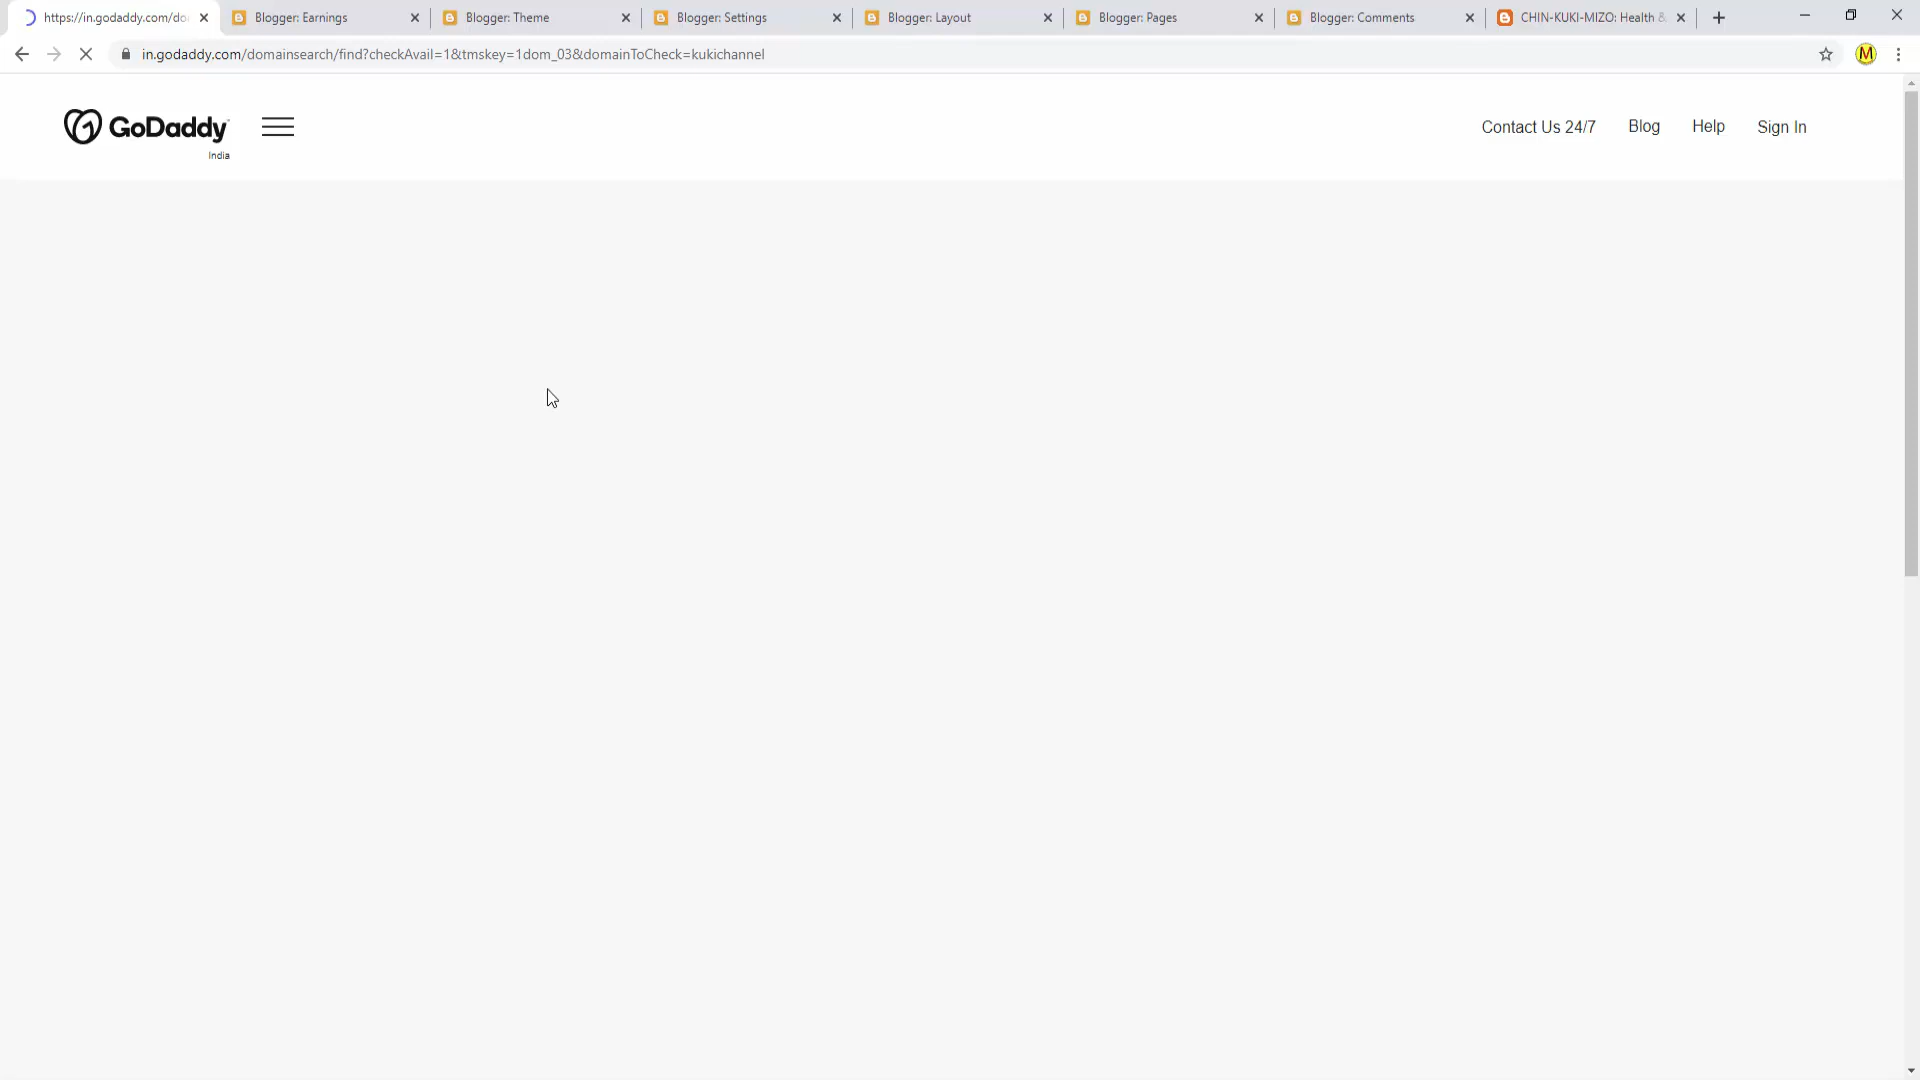 https://in.godaddy.com/do
Blogger: Earnings
Blogger: Theme
Blogger: Settings
Blogger: Layout
Blogger: Pages
Blogger: Comments
CHIN-KUKI-MIZO: Health &
in.godaddy.com/domainsearch/find?checkAvail=1&tmskey=1dom_03&domainToCheck=kukichannel
M
GoDaddy
India
Contact Us 24/7
Blog
Help
Sign In